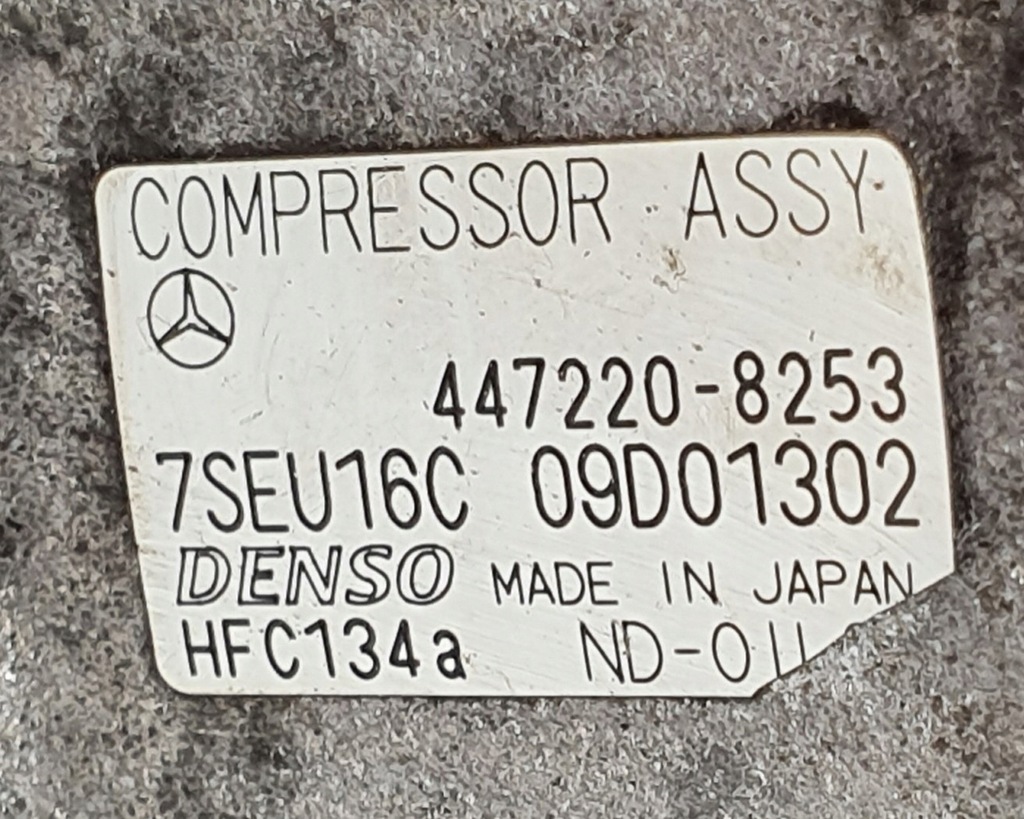 COMPRESSOR ASSY
447220-8253
7SEU16C 09D01302
DENSO MADE IN JAPAN
HFC134a ND-OIL